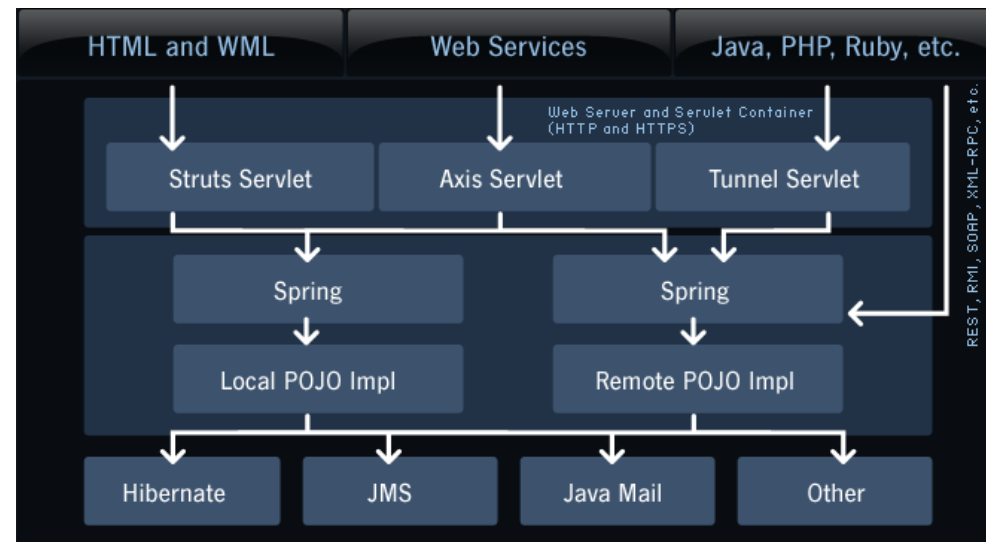 HTML and WML
Web Services
Java, PHP, Ruby, etc.
Web Server and Servlet Container
(HTTP and HTTPS)
Struts Servlet
Axis Servlet
Tunnel Servlet
REST, RMI, SOAP, XML-RPC, etc.
Spring
Spring
Local POJO Impl
Remote POJO Impl
Hibernate
JMS
Java Mail
Other